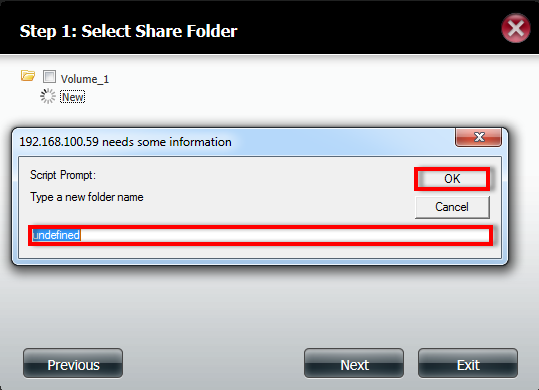 Step 1: Select Share Folder
Volume_1
New
192.168.100.59 needs some information
Script Prompt:
OK
Type a new folder name
Cancel
undefined
Previous
Next
Exit